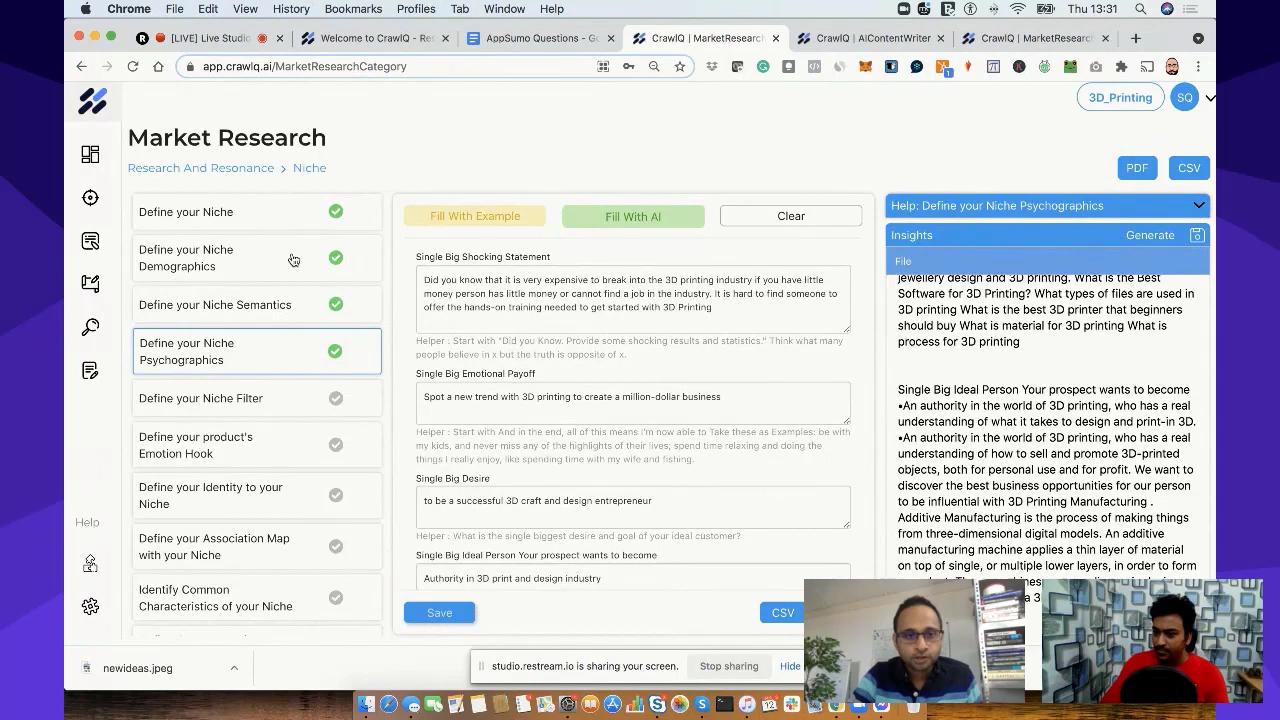 Chrome File Edit View History Bookmarks Profiles Tab Window Help Thu 13:31
[LIVE] Live Studio Welcome to CrawlQ - Res AppSumo Questions - Go CrawlQ | MarketResearch CrawlQ | AIContentWriter CrawlQ | MarketResearch
app.crawlq.ai/MarketResearchCategory
3D_Printing SQ
Market Research
Research And Resonance > Niche
PDF CSV
Define your Niche
Define your Niche
Demographics
Define your Niche Semantics
Define your Niche
Psychographics
Define your Niche Filter
Define your product's
Emotion Hook
Define your Identity to your
Niche
Define your Association Map
with your Niche
Identify Common
Characteristics of your Niche
Help
Fill With Example Fill With AI Clear
Single Big Shocking Statement
Did you know that it is very expensive to break into the 3D printing industry if you have little
money person has little money or cannot find a job in the industry. It is hard to find someone to
offer the hands-on training needed to get started with 3D Printing
Helper : Start with "Did you Know. Provide some shocking results and statistics." Think what many
people believe in x but the truth is opposite of x.
Single Big Emotional Payoff
Spot a new trend with 3D printing to create a million-dollar business
Helper : Start with And in the end, all of this means I'm now able to Take these as Examples: be with
my kids, and never miss any of the highlights of their lives; spend time relaxing and doing the
things I really enjoy, like spending time with my wife and fishing.
Single Big Desire
to be a successful 3D craft and design entrepreneur
Helper : What is the single biggest desire and goal of your ideal customer?
Single Big Ideal Person Your prospect wants to become
Authority in 3D print and design industry
Save CSV
Help: Define your Niche Psychographics
Insights Generate
File
jewellery design and 3D printing. What is the Best
Software for 3D Printing? What types of files are used in
3D printing What is the best 3D printer that beginners
should buy What is material for 3D printing What is
process for 3D printing
Single Big Ideal Person Your prospect wants to become
▪An authority in the world of 3D printing, who has a real
understanding of what it takes to design and print-in 3D.
▪An authority in the world of 3D printing, who has a real
understanding of how to sell and promote 3D-printed
objects, both for personal use and for profit. We want to
discover the best business opportunities for our person
to be influential with 3D Printing Manufacturing .
Additive Manufacturing is the process of making things
from three-dimensional digital models. An additive
manufacturing machine applies a thin layer of material
on top of single, or multiple lower layers, in order to form
newideas.jpeg
studio.restream.io is sharing your screen. Stop sharing Hide